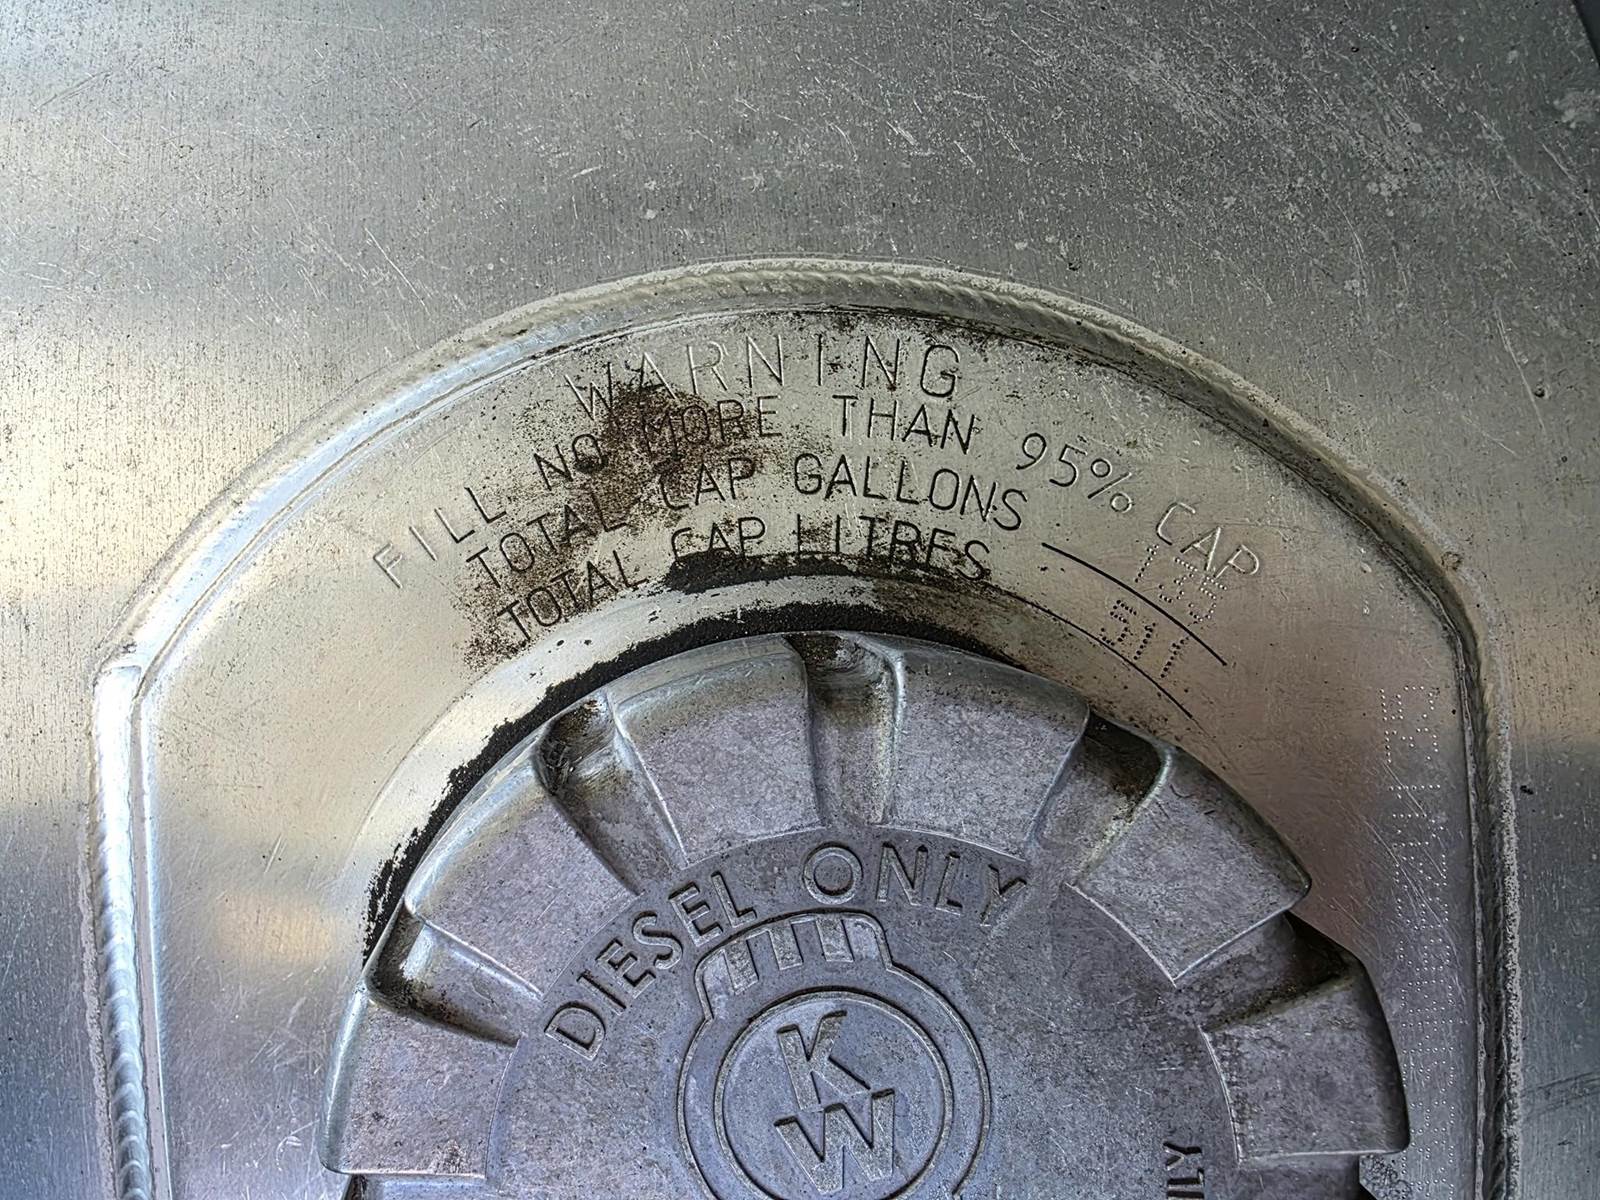 WARNING
FILL NO MORE THAN 95% CAP
TOTAL CAP GALLONS 135
TOTAL CAP LITRES 511
DIESEL ONLY
KW